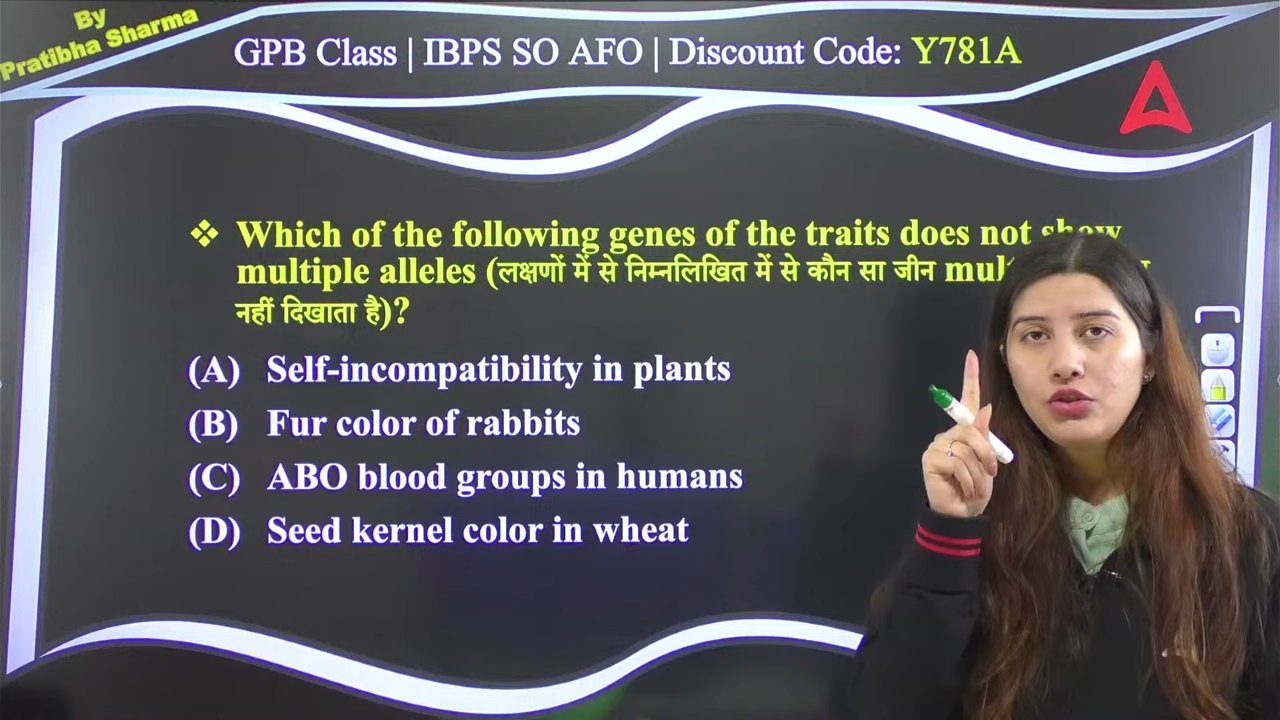 By
Pratibha Sharma
GPB Class | IBPS SO AFO | Discount Code: Y781A
❖ Which of the following genes of the traits does not show
multiple alleles (लक्षणों में से निम्नलिखित में से कौन सा जीन
नहीं दिखाता है)?
(A) Self-incompatibility in plants
(B) Fur color of rabbits
(C) ABO blood groups in humans
(D) Seed kernel color in wheat